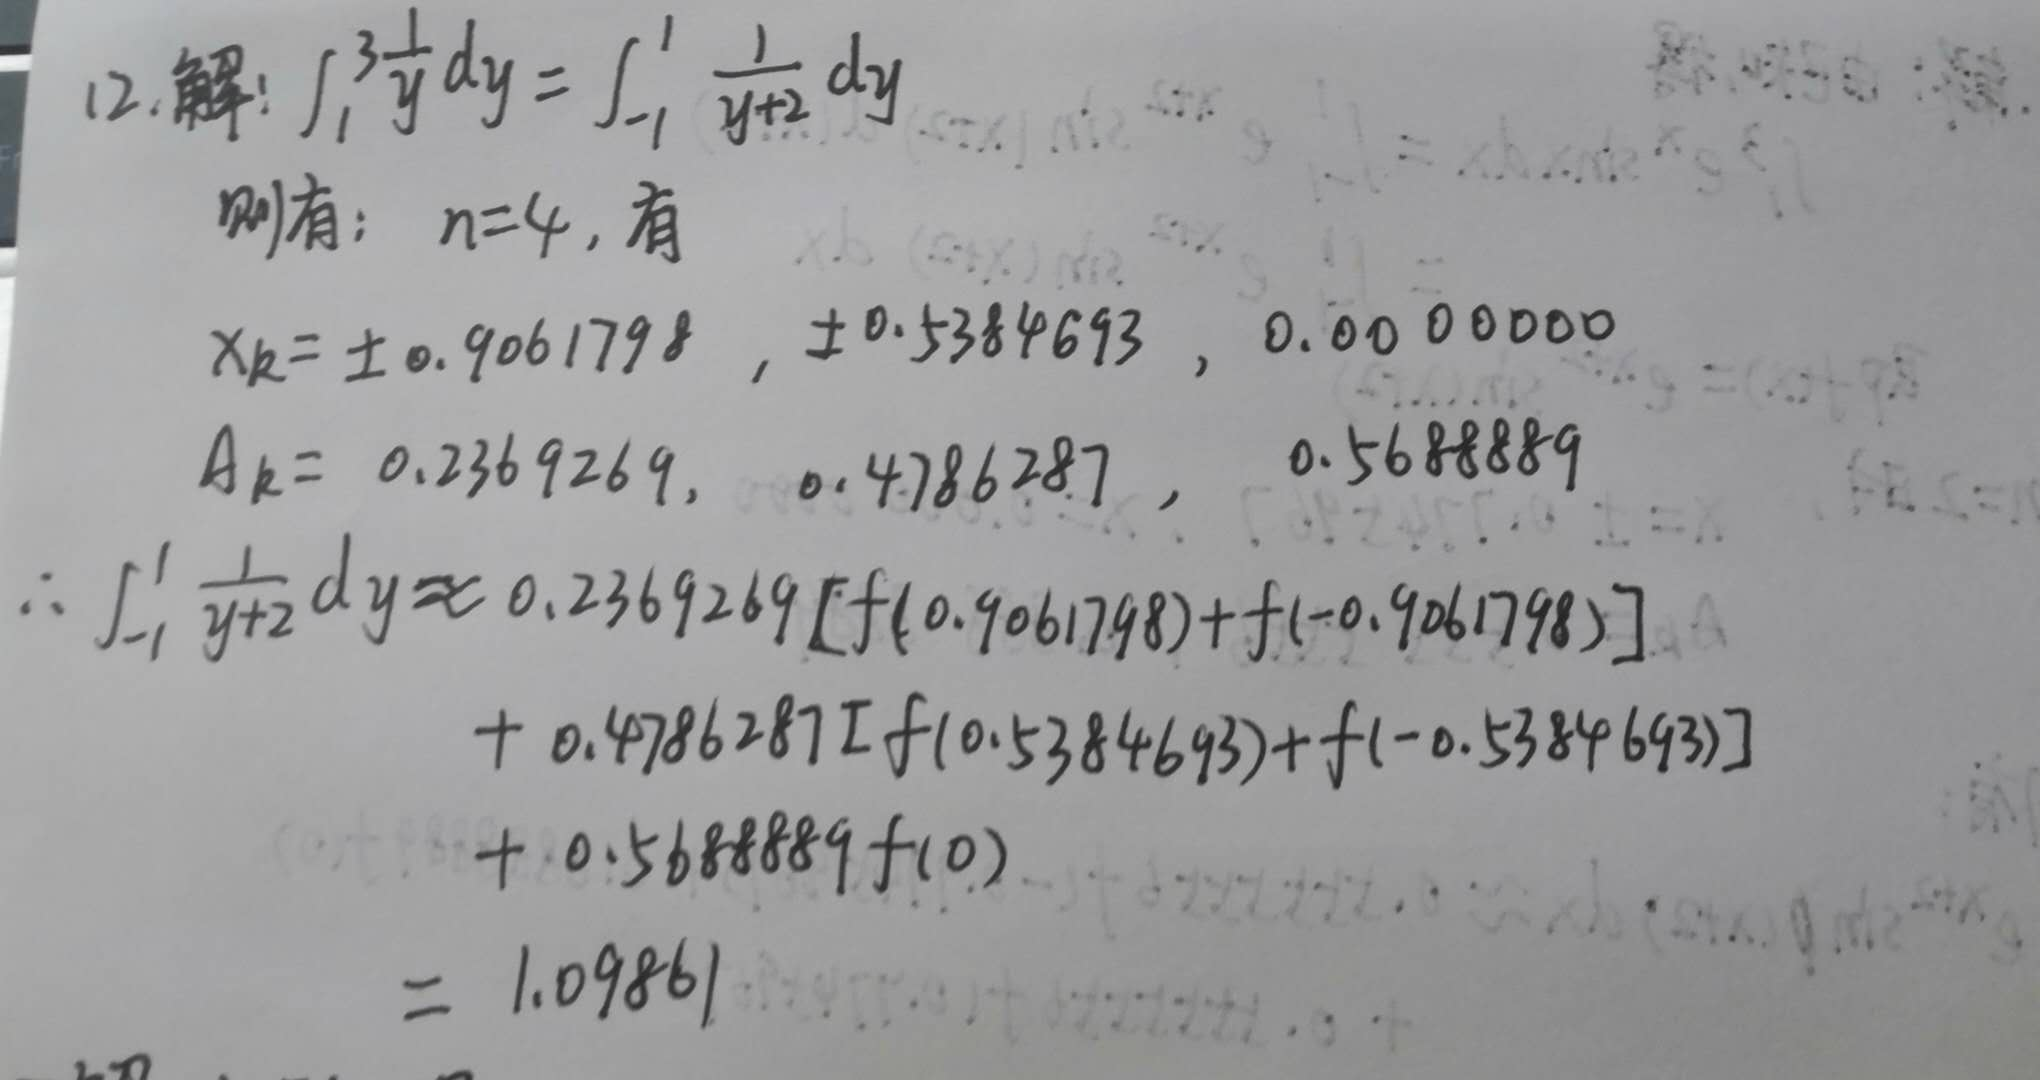 12.解: ∫₁³ 1/y dy = ∫₋₁¹ 1/(y+2) dy
则有: n=4, 有
xₖ= ±0.9061798, ±0.5384693, 0.0000000
Aₖ= 0.2369269, 0.4786287, 0.5688889
∴ ∫₋₁¹ 1/(y+2) dy ≈ 0.2369269[f(0.9061798)+f(-0.9061798)]
+ 0.4786287[f(0.5384693)+f(-0.5384693)]
+ 0.5688889f(0)
= 1.09861